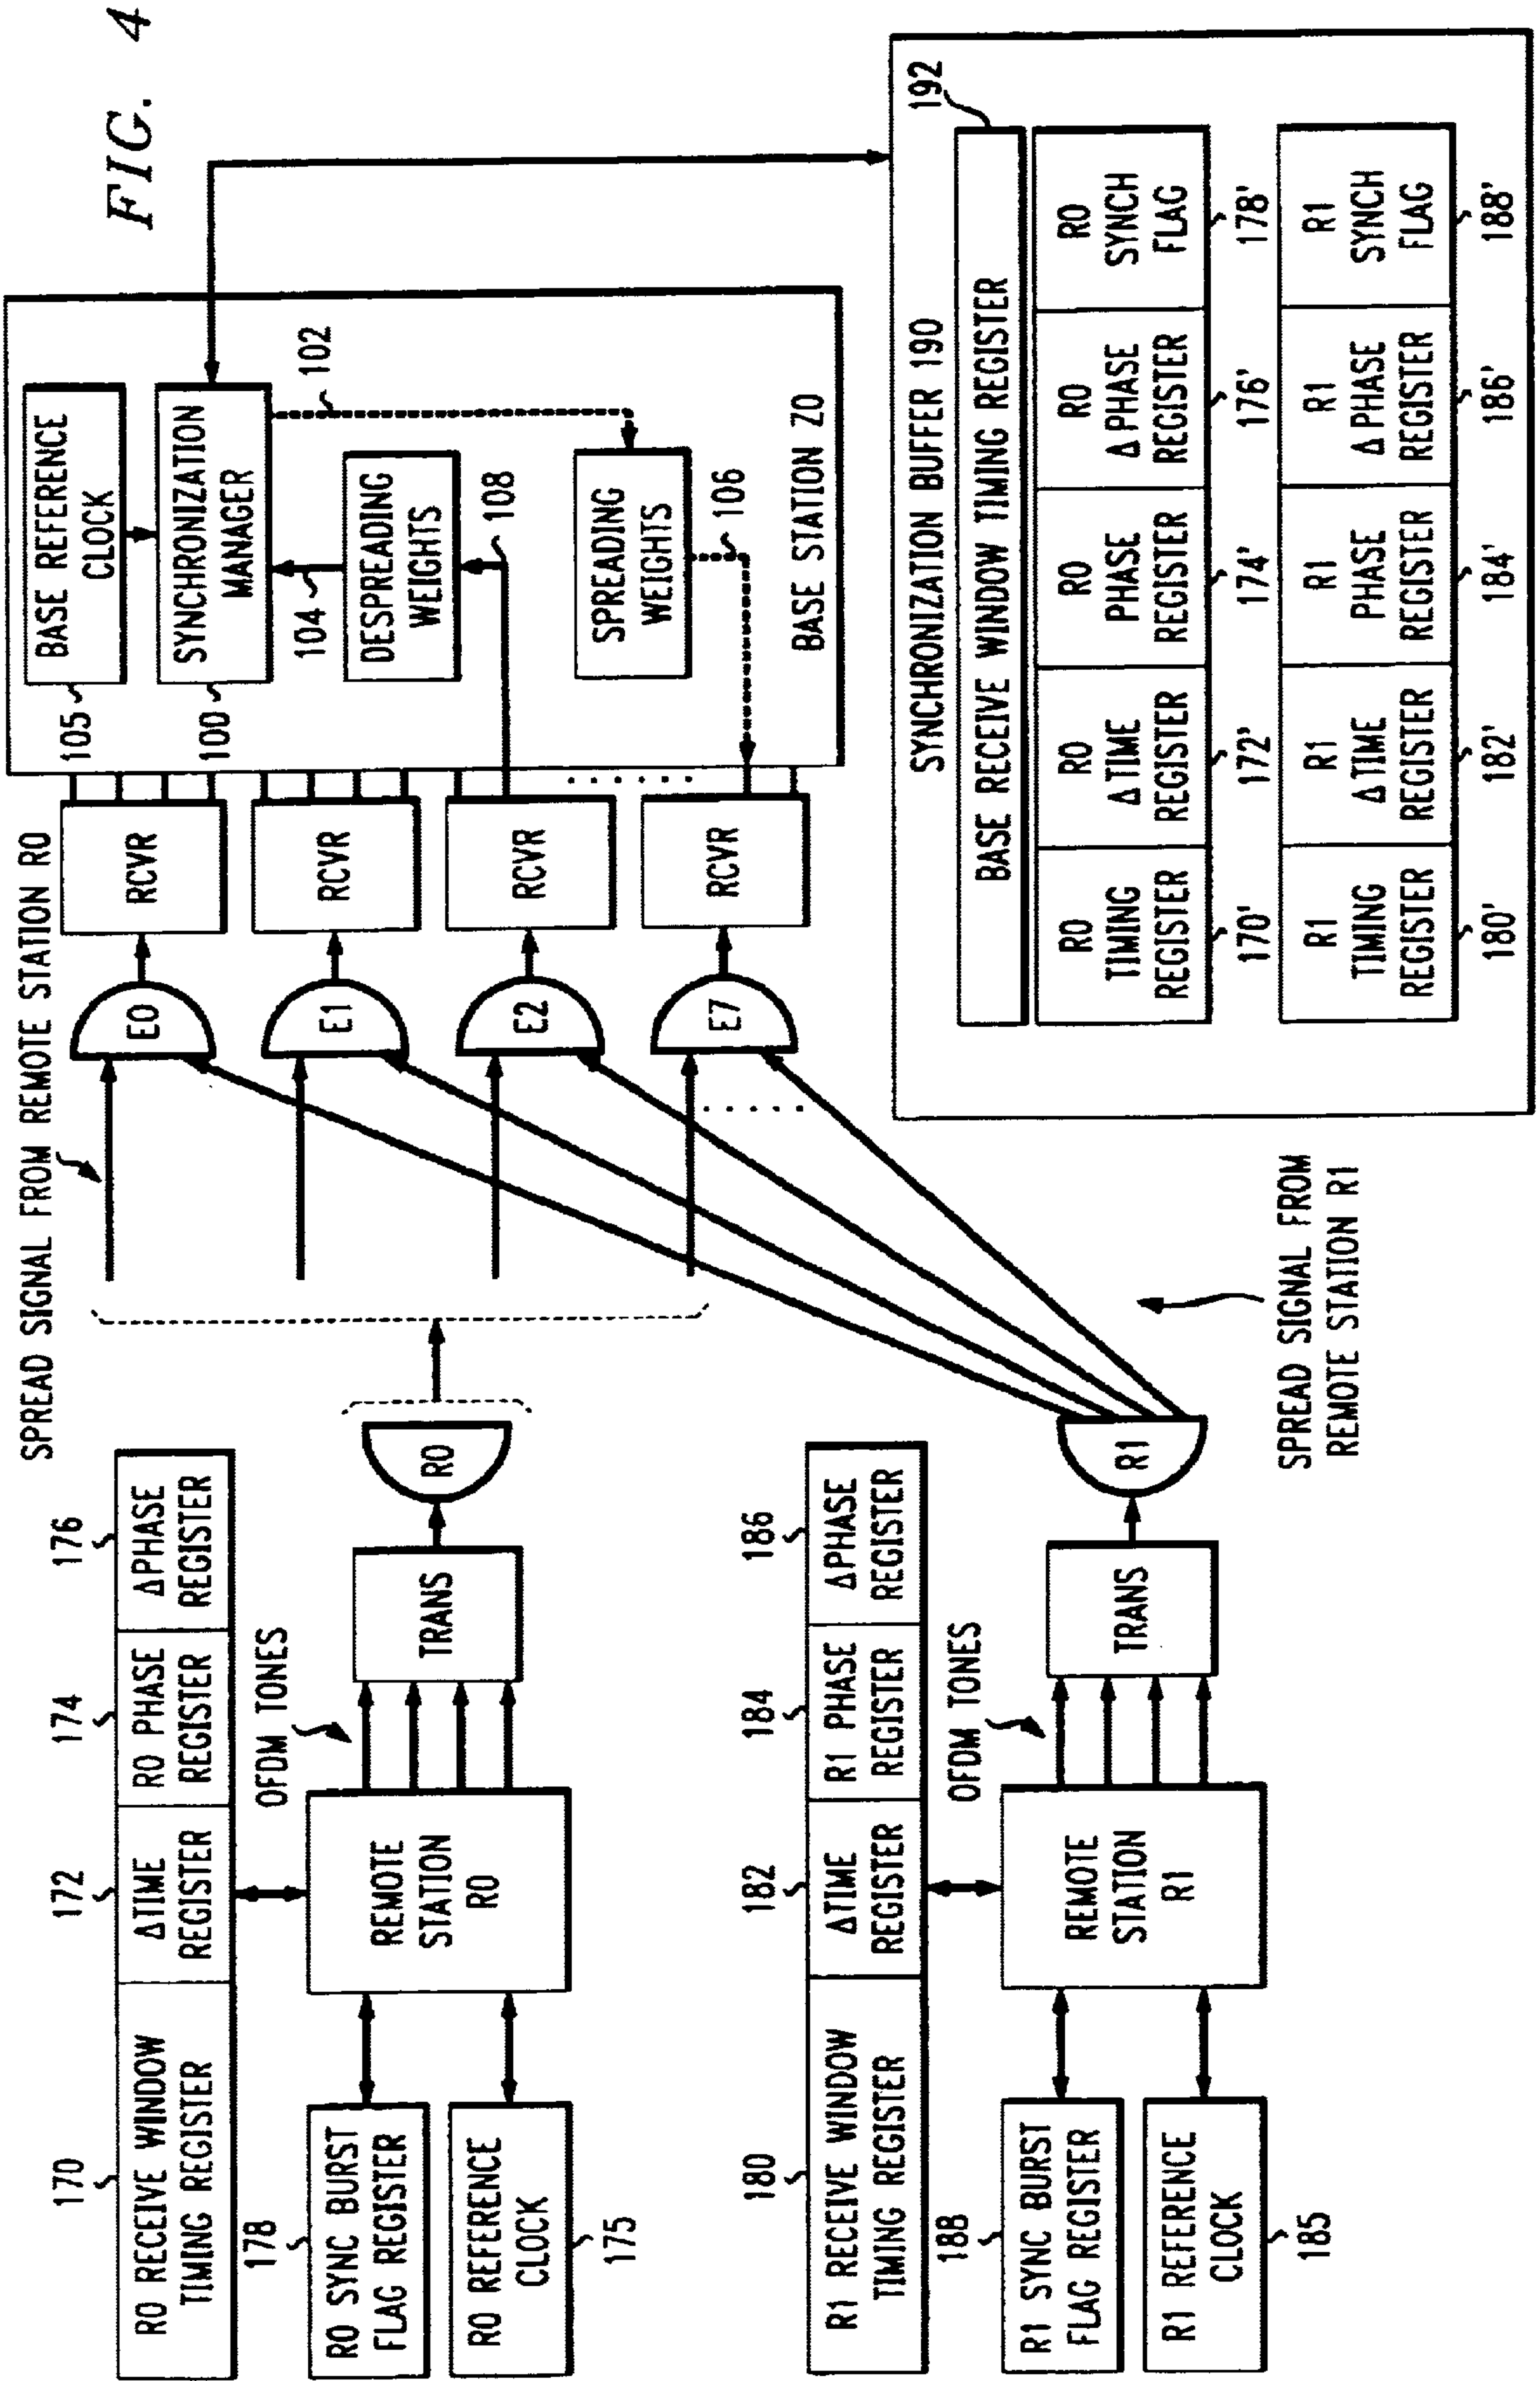 FIG. 4
SPREAD SIGNAL FROM REMOTE STATION R0
170
172
174
176
R0 RECEIVE WINDOW
TIMING REGISTER
ΔTIME
REGISTER
R0 PHASE
REGISTER
ΔPHASE
REGISTER
178
R0 SYNC BURST
FLAG REGISTER
R0 REFERENCE
CLOCK
175
REMOTE
STATION
R0
OFDM TONES
TRANS
R0
180
182
184
186
R1 RECEIVE WINDOW
TIMING REGISTER
ΔTIME
REGISTER
R1 PHASE
REGISTER
ΔPHASE
REGISTER
188
R1 SYNC BURST
FLAG REGISTER
R1 REFERENCE
CLOCK
185
REMOTE
STATION
R1
OFDM TONES
TRANS
R1
SPREAD SIGNAL FROM
REMOTE STATION R1
E0
E1
E2
E7
RCVR
RCVR
RCVR
RCVR
105
BASE REFERENCE
CLOCK
100
SYNCHRONIZATION
MANAGER
102
104
DESPREADING
WEIGHTS
108
SPREADING
WEIGHTS
106
BASE STATION Z0
SYNCHRONIZATION BUFFER 190
192
BASE RECEIVE WINDOW TIMING REGISTER
R0
TIMING
REGISTER
R0
ΔTIME
REGISTER
R0
PHASE
REGISTER
R0
ΔPHASE
REGISTER
R0
SYNCH
FLAG
170'
172'
174'
176'
178'
R1
TIMING
REGISTER
R1
ΔTIME
REGISTER
R1
PHASE
REGISTER
R1
ΔPHASE
REGISTER
R1
SYNCH
FLAG
180'
182'
184'
186'
188'